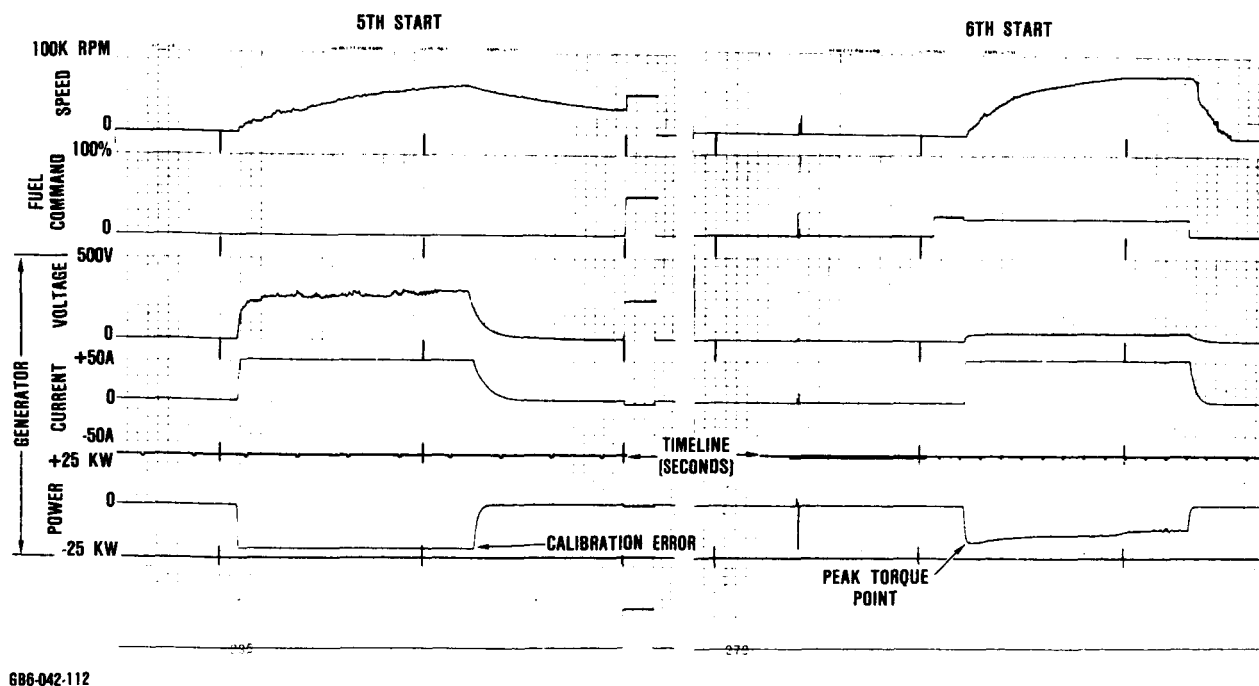 5TH START
6TH START
100K RPM
SPEED
0
100%
FUEL
COMMAND
0
500V
VOLTAGE
0
GENERATOR
+50A
CURRENT
0
-50A
TIMELINE
(SECONDS)
+25 KW
POWER
0
-25 KW
CALIBRATION ERROR
PEAK TORQUE
POINT
GB6-042-112